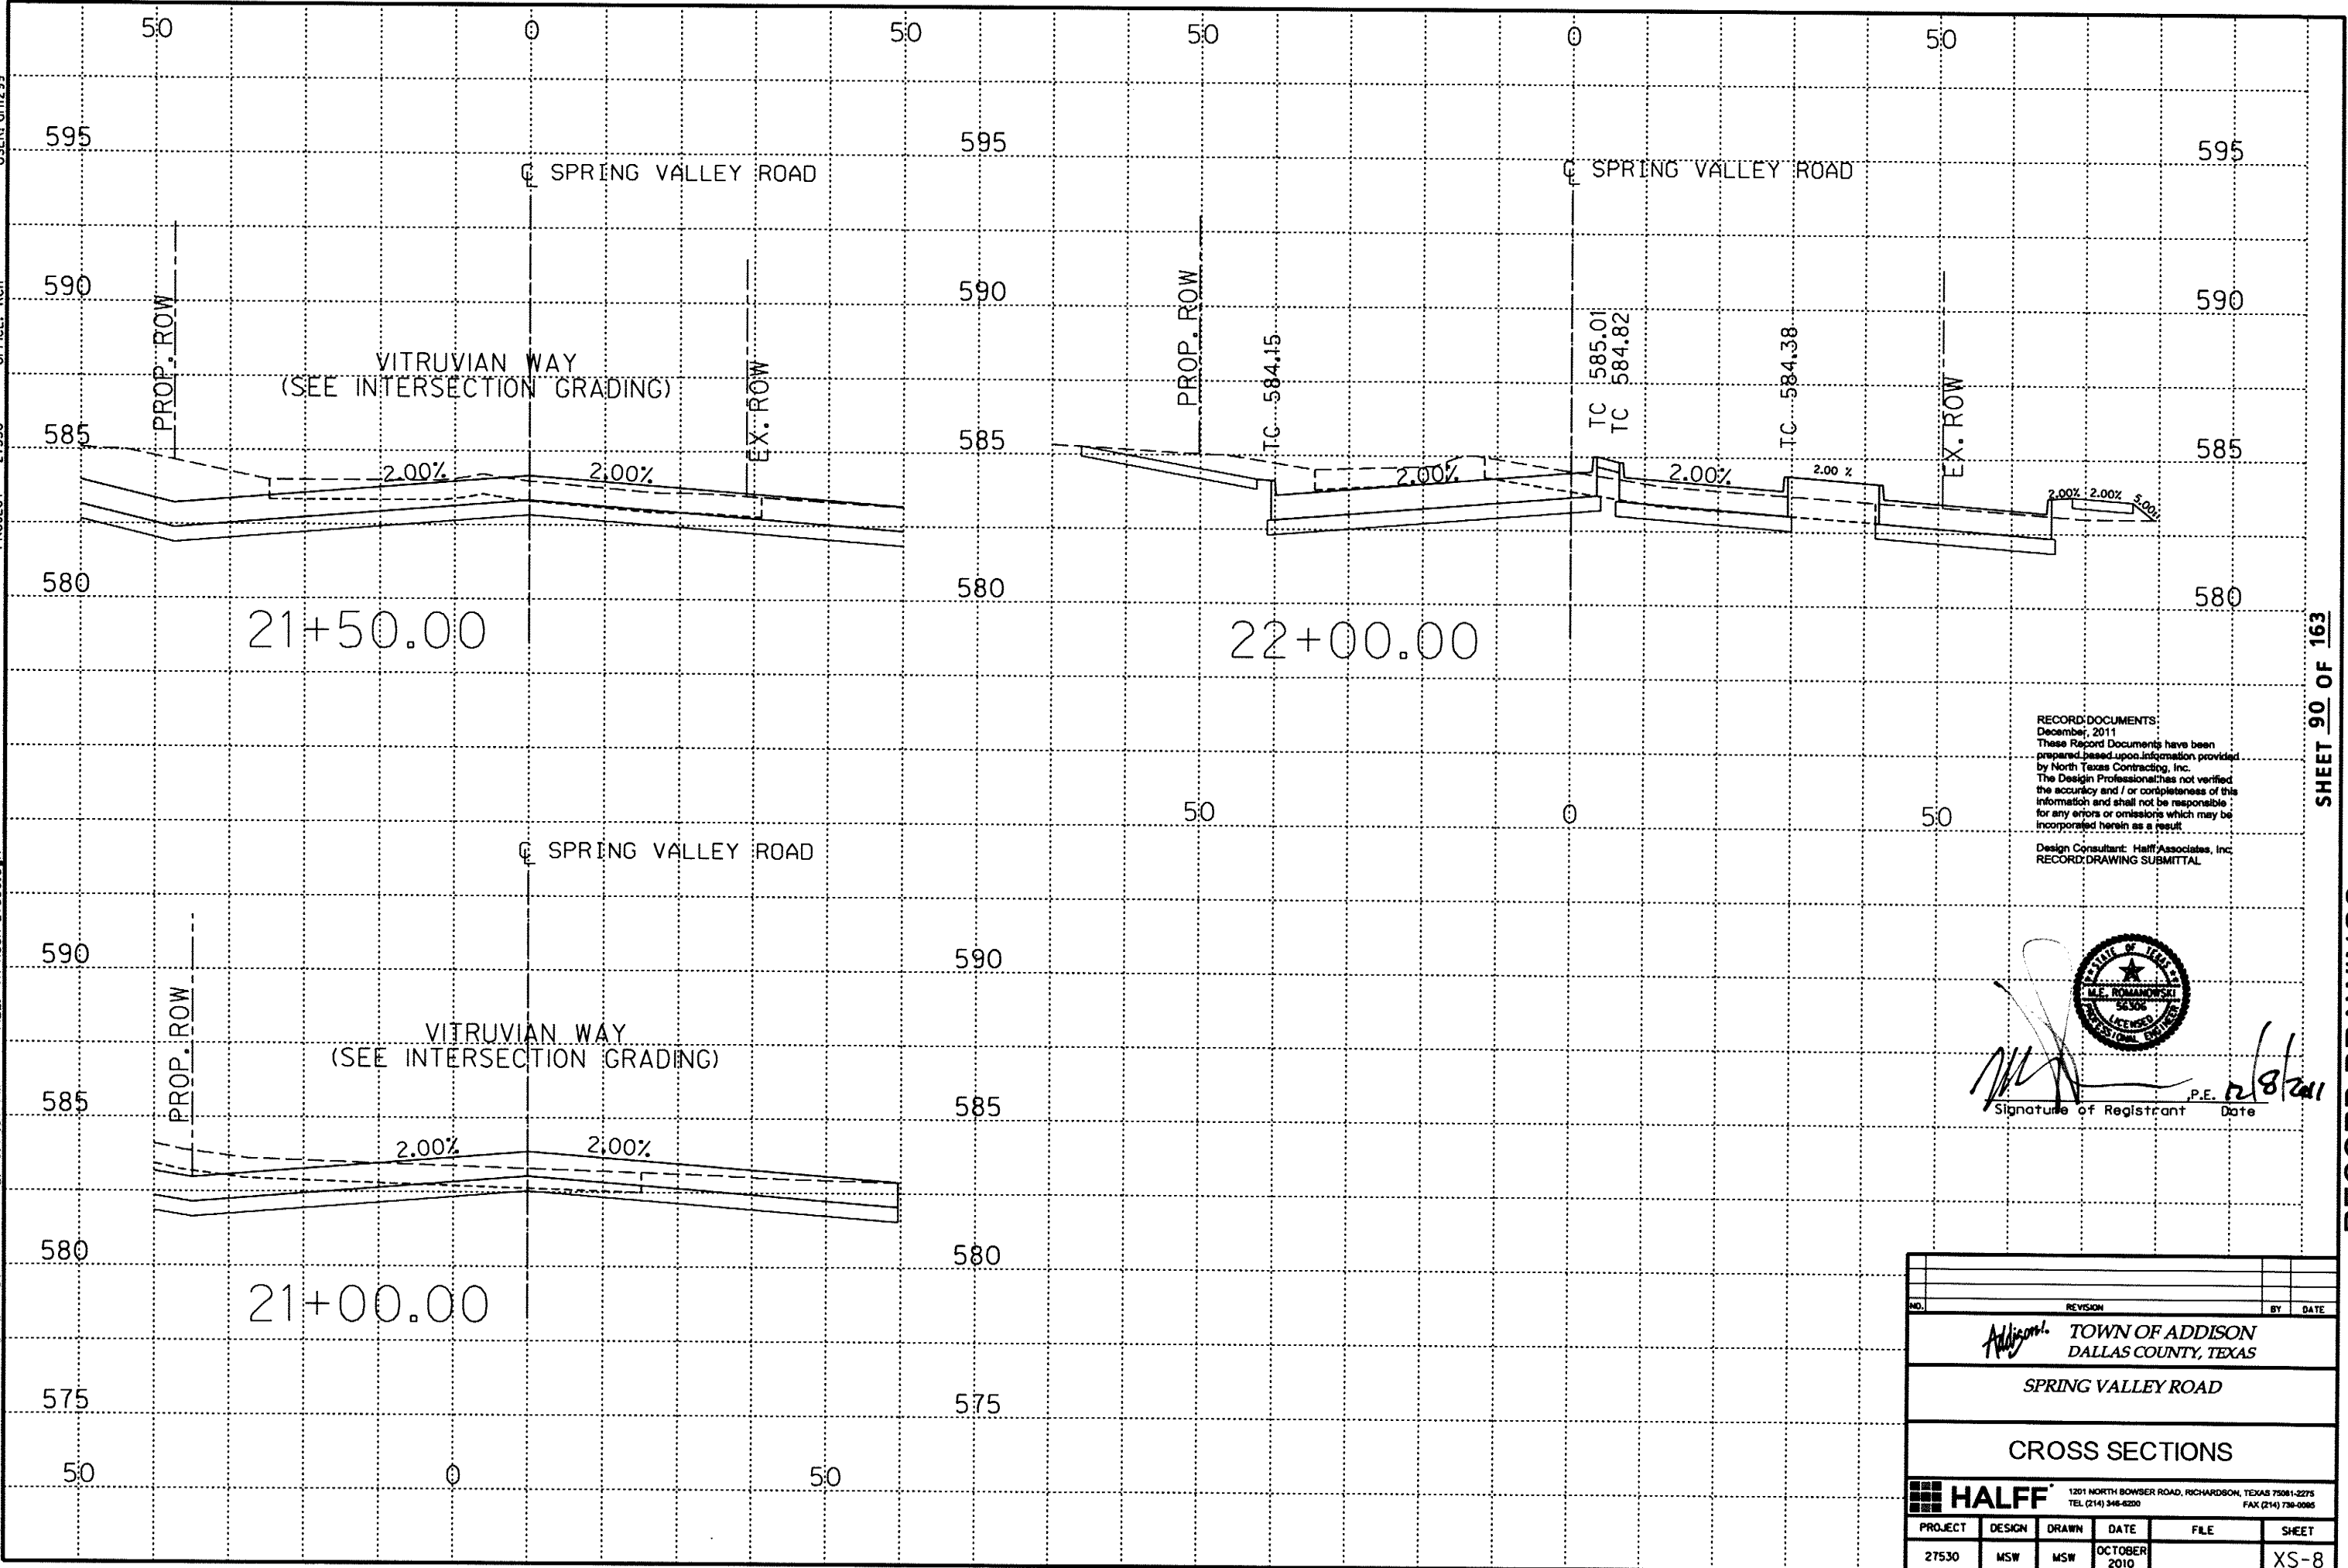 50 0 50 50 0 50
595 595 595
℄ SPRING VALLEY ROAD
℄ SPRING VALLEY ROAD
590 590 590
PROP. ROW
VITRUVIAN WAY
(SEE INTERSECTION GRADING)
EX. ROW
PROP. ROW
TC 584.15
TC 585.01
TC 584.82
TC 584.38
EX. ROW
585 585 585
2.00% 2.00%
2.00% 2.00% 2.00 % 2.00% 2.00% 5.00%
580 580 580
21+50.00
22+00.00
50 0 50
℄ SPRING VALLEY ROAD
590 590
PROP. ROW
VITRUVIAN WAY
(SEE INTERSECTION GRADING)
585 585
2.00% 2.00%
580 580
21+00.00
575 575
50 0 50
SHEET 90 OF 163
RECORD DOCUMENTS
December, 2011
These Record Documents have been
prepared based upon information provided
by North Texas Contracting, Inc.
The Design Professional has not verified
the accuracy and / or completeness of this
information and shall not be responsible
for any errors or omissions which may be
incorporated herein as a result
Design Consultant: Halff Associates, Inc.
RECORD DRAWING SUBMITTAL
STATE OF TEXAS
M.E. ROMANOWSKI
56306
LICENSED
PROFESSIONAL ENGINEER
,P.E. 12/8/2011
Signature of Registrant Date
NO. REVISION BY DATE
Addison! TOWN OF ADDISON
DALLAS COUNTY, TEXAS
SPRING VALLEY ROAD
CROSS SECTIONS
HALFF
1201 NORTH BOWSER ROAD, RICHARDSON, TEXAS 75081-2275
TEL (214) 346-6200 FAX (214) 739-0095
PROJECT DESIGN DRAWN DATE FILE SHEET
27530 MSW MSW OCTOBER 2010 XS-8